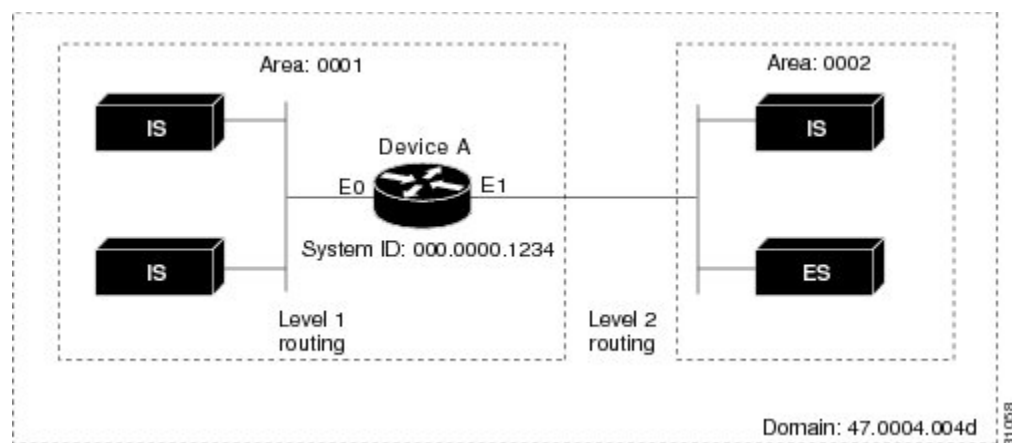 Area: 0001
Area: 0002
IS
IS
Device A
E0
E1
System ID: 000.0000.1234
IS
ES
Level 1
routing
Level 2
routing
Domain: 47.0004.004d